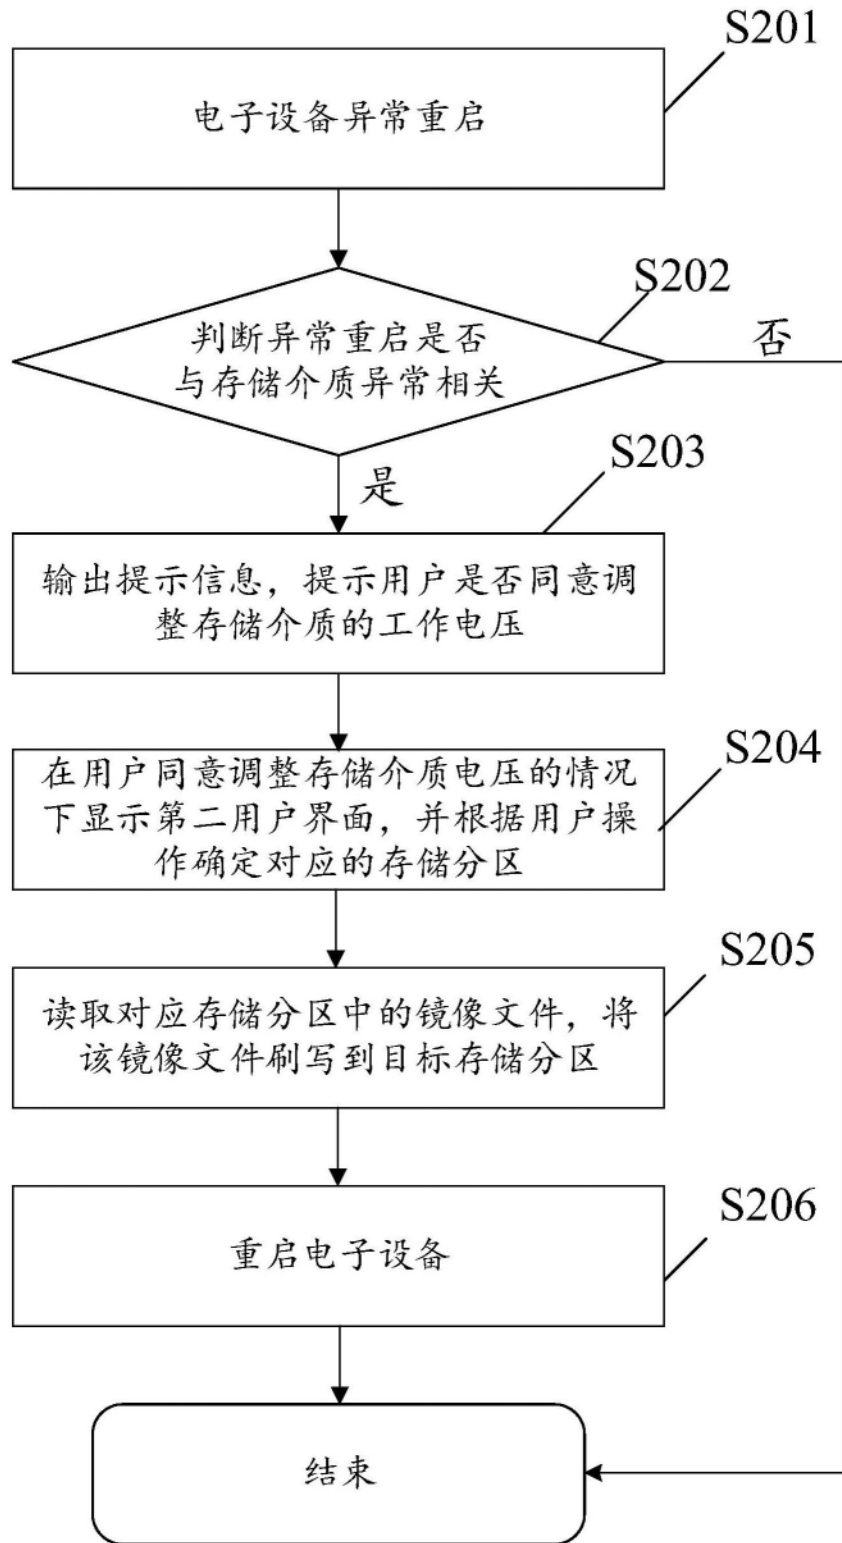 S201
电子设备异常重启
S202
判断异常重启是否
与存储介质异常相关
否
S203
是
输出提示信息，提示用户是否同意调
整存储介质的工作电压
S204
在用户同意调整存储介质电压的情况
下显示第二用户界面，并根据用户操
作确定对应的存储分区
S205
读取对应存储分区中的镜像文件，将
该镜像文件刷写到目标存储分区
S206
重启电子设备
结束